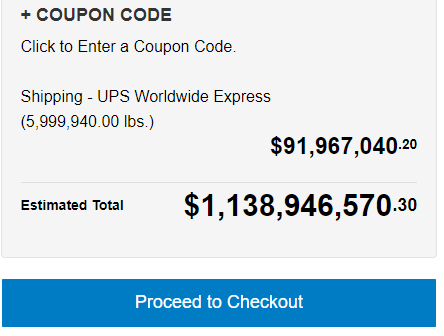 + COUPON CODE
Click to Enter a Coupon Code.
Shipping - UPS Worldwide Express
(5,999,940.00 lbs.)
$91,967,040.20
Estimated Total $1,138,946,570.30
Proceed to Checkout